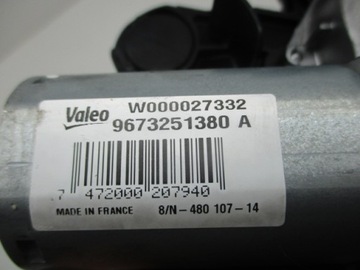 Valeo W000027332
9673251380 A
7 472000 207940
MADE IN FRANCE 8/N-480 107-14